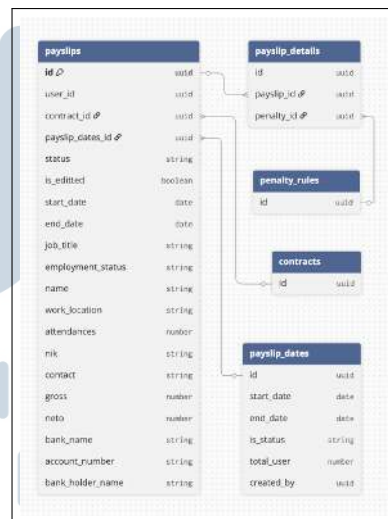 payslips
id uuid
user_id uuid
contract_id uuid
payslip_dates_id uuid
status string
is_editted boolean
start_date date
end_date date
job_title string
employment_status string
name string
work_location string
attendances number
nik string
contact string
gross number
neto number
bank_name string
account_number string
bank_holder_name string
payslip_details
id uuid
payslip_id uuid
penalty_id uuid
penalty_rules
id uuid
contracts
id uuid
payslip_dates
id uuid
start_date date
end_date date
is_status string
total_user number
created_by uuid